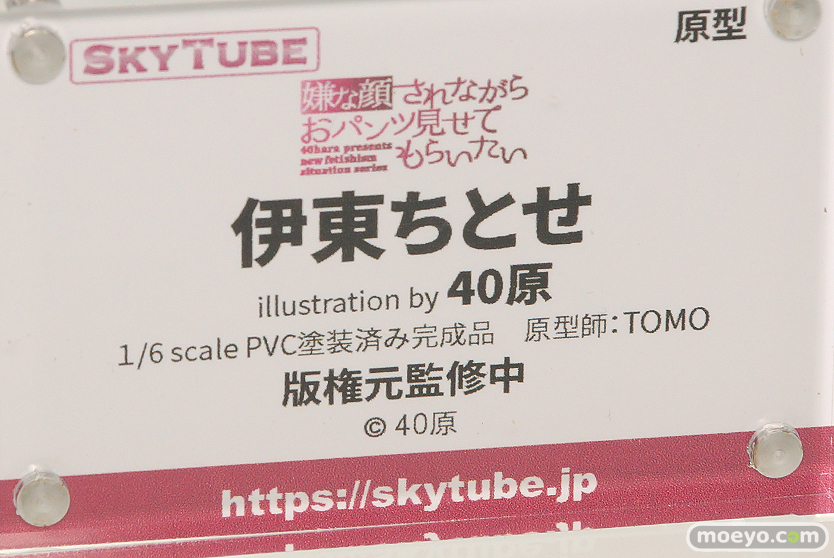 SKYTUBE
原型
嫌な顔されながら
おパンツ見せて
もらいたい
40hara presents
new fetishism
situation series
伊東ちとせ
illustration by 40原
1/6 scale PVC塗装済み完成品 原型師：TOMO
版権元監修中
© 40原
https://skytube.jp
moeyo.com